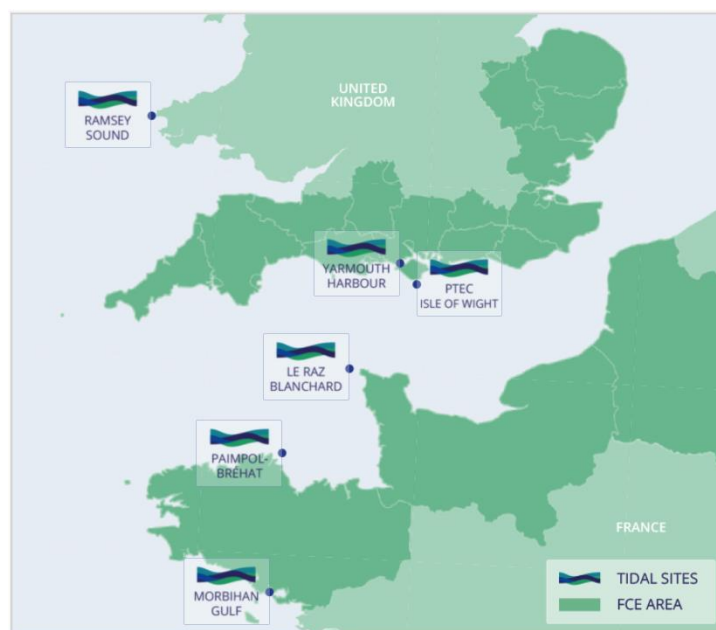 UNITED
KINGDOM
RAMSEY
SOUND
YARMOUTH
HARBOUR
PTEC
ISLE OF WIGHT
LE RAZ
BLANCHARD
PAIMPOL-
BRÉHAT
FRANCE
MORBIHAN
GULF
TIDAL SITES
FCE AREA